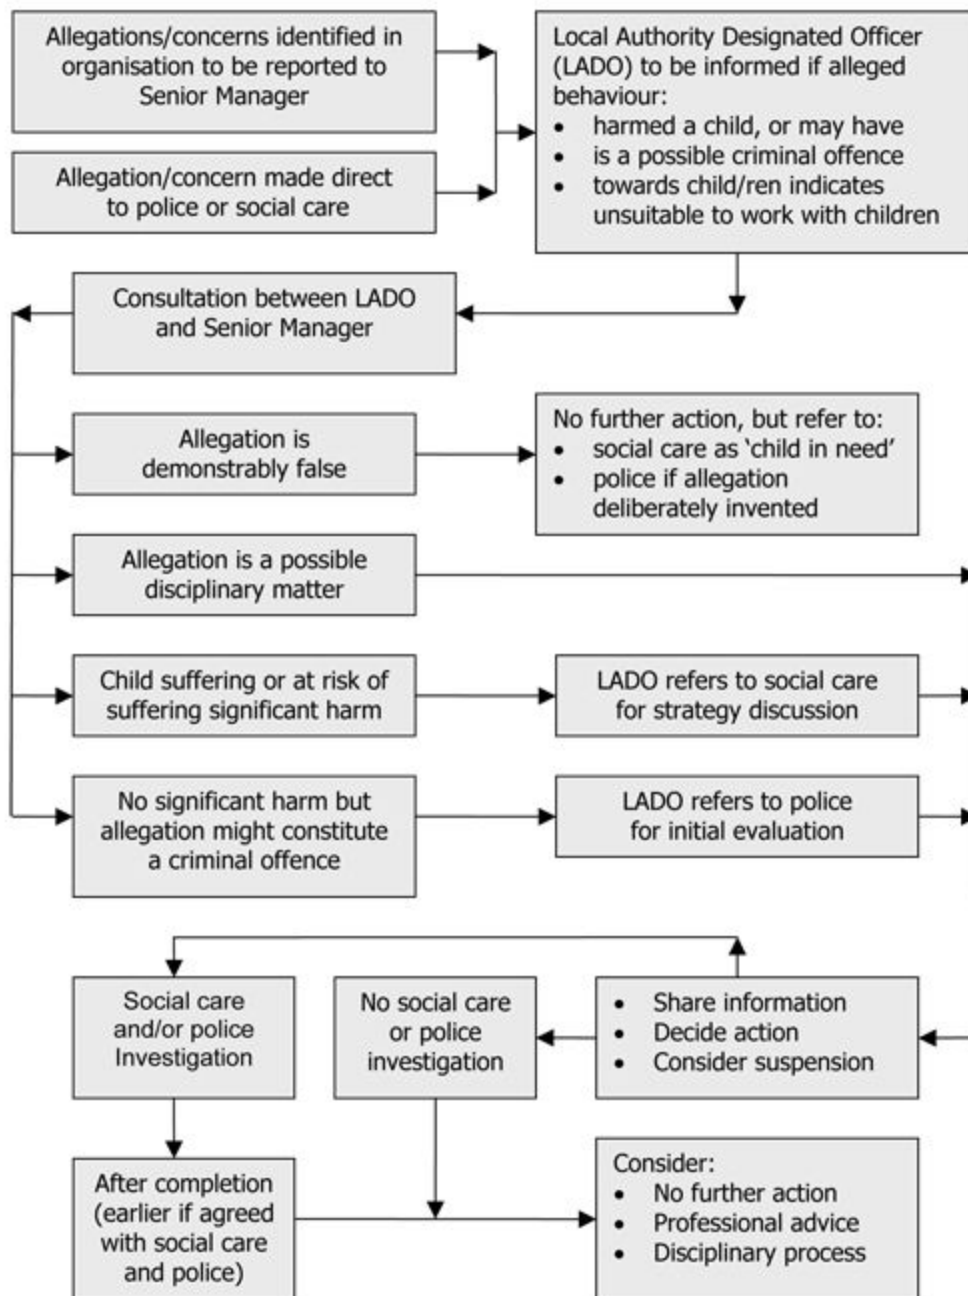 Allegations/concerns identified in
organisation to be reported to
Senior Manager
Allegation/concern made direct
to police or social care
Local Authority Designated Officer
(LADO) to be informed if alleged
behaviour:
• harmed a child, or may have
• is a possible criminal offence
• towards child/ren indicates
unsuitable to work with children
Consultation between LADO
and Senior Manager
Allegation is
demonstrably false
No further action, but refer to:
• social care as ‘child in need’
• police if allegation
deliberately invented
Allegation is a possible
disciplinary matter
Child suffering or at risk of
suffering significant harm
LADO refers to social care
for strategy discussion
No significant harm but
allegation might constitute
a criminal offence
LADO refers to police
for initial evaluation
Social care
and/or police
Investigation
No social care
or police
investigation
• Share information
• Decide action
• Consider suspension
After completion
(earlier if agreed
with social care
and police)
Consider:
• No further action
• Professional advice
• Disciplinary process